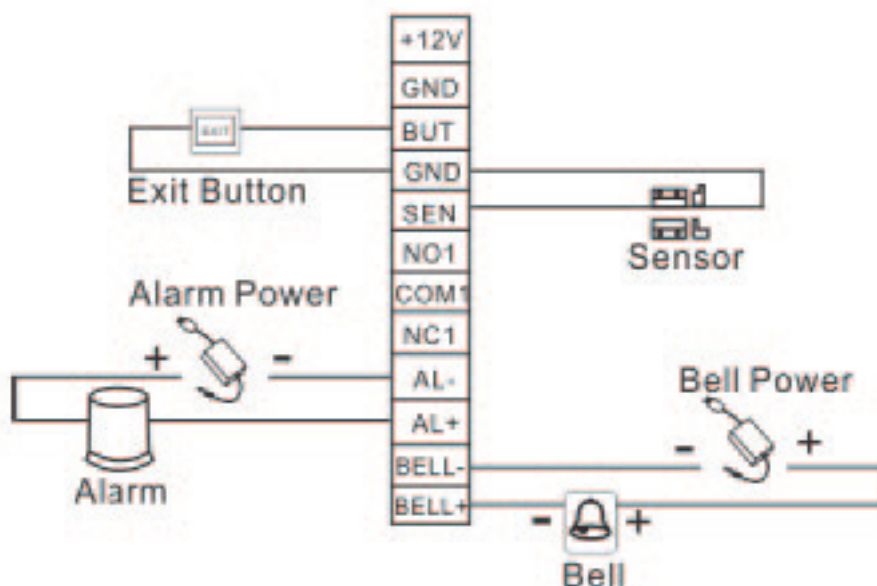 +12V
GND
BUT
EXIT
GND
Exit Button
SEN
Sensor
NO1
COM1
Alarm Power
NC1
+ -
AL-
Bell Power
AL+
- +
BELL-
Alarm
BELL+
- +
Bell